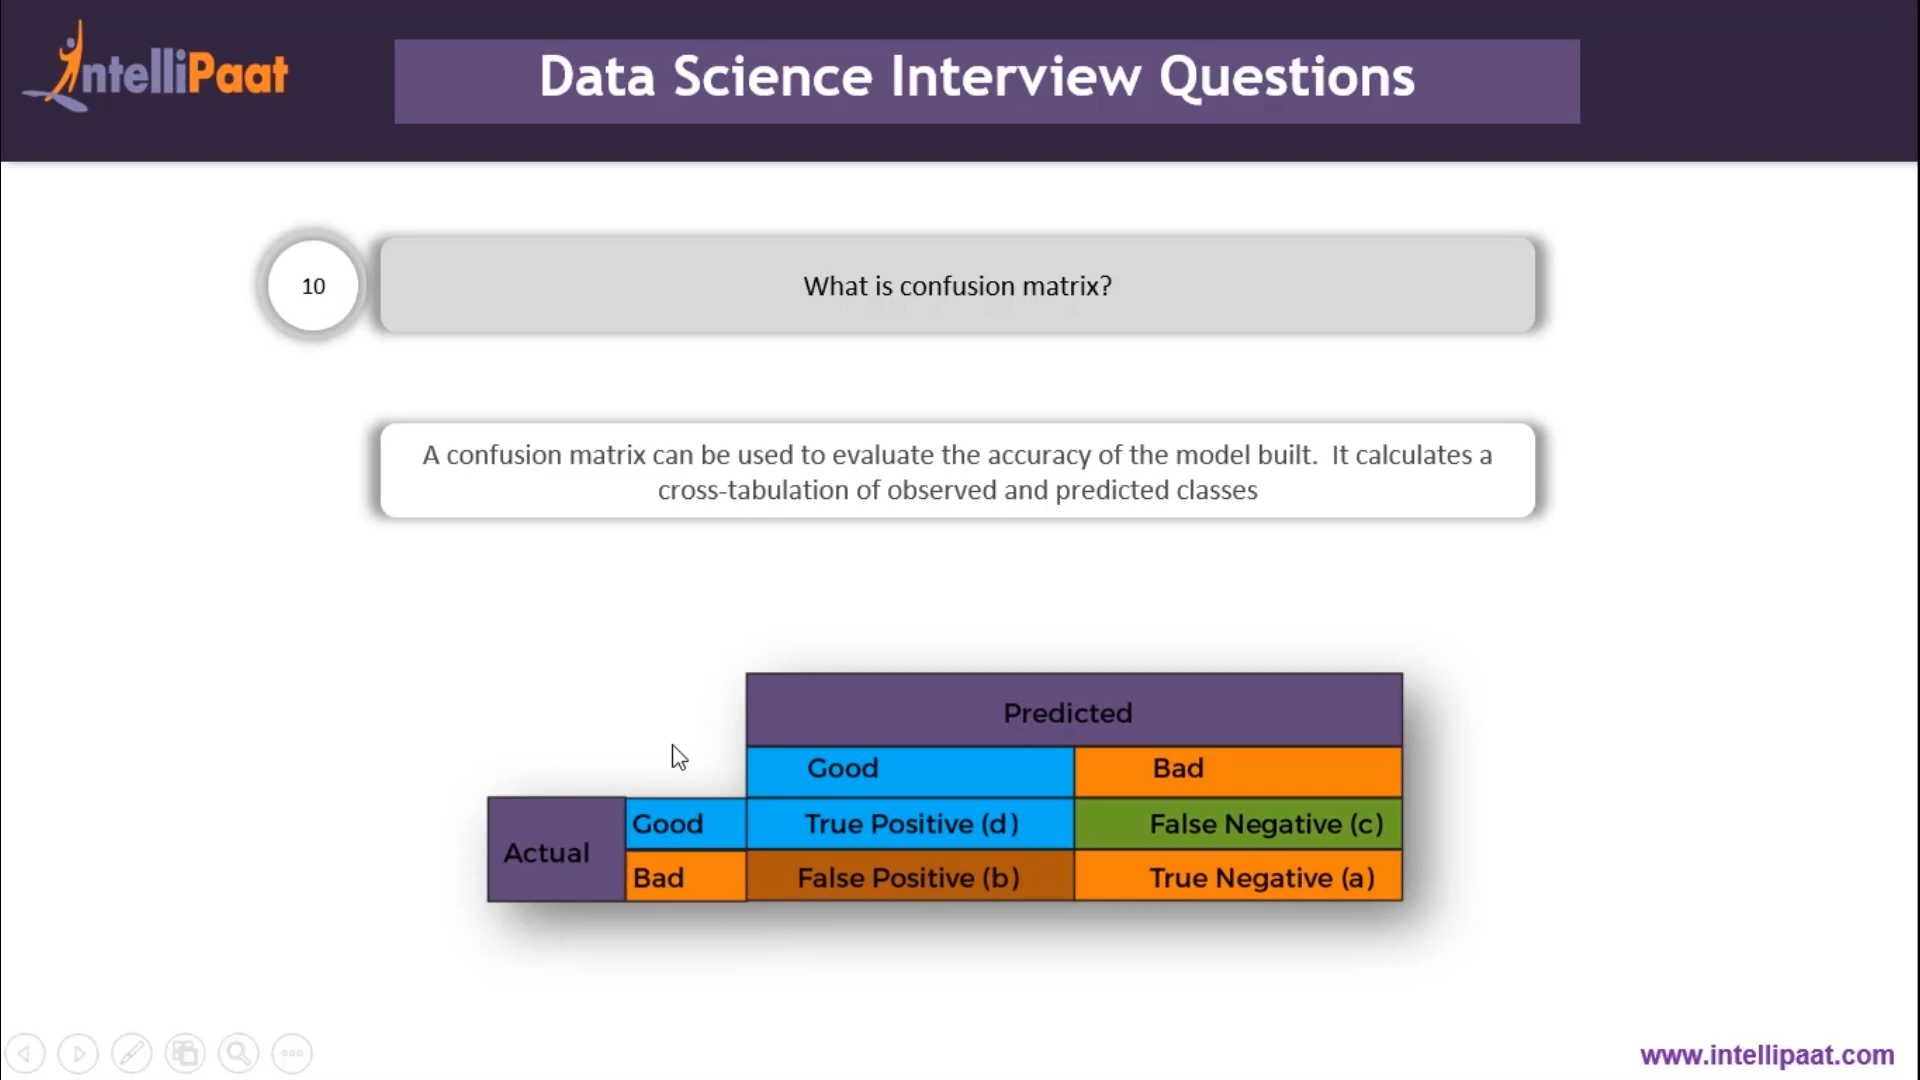 IntelliPaat
Data Science Interview Questions
10
What is confusion matrix?
A confusion matrix can be used to evaluate the accuracy of the model built.  It calculates a
cross-tabulation of observed and predicted classes
Predicted
Good Bad
Actual
Good True Positive (d) False Negative (c)
Bad False Positive (b) True Negative (a)
www.intellipaat.com